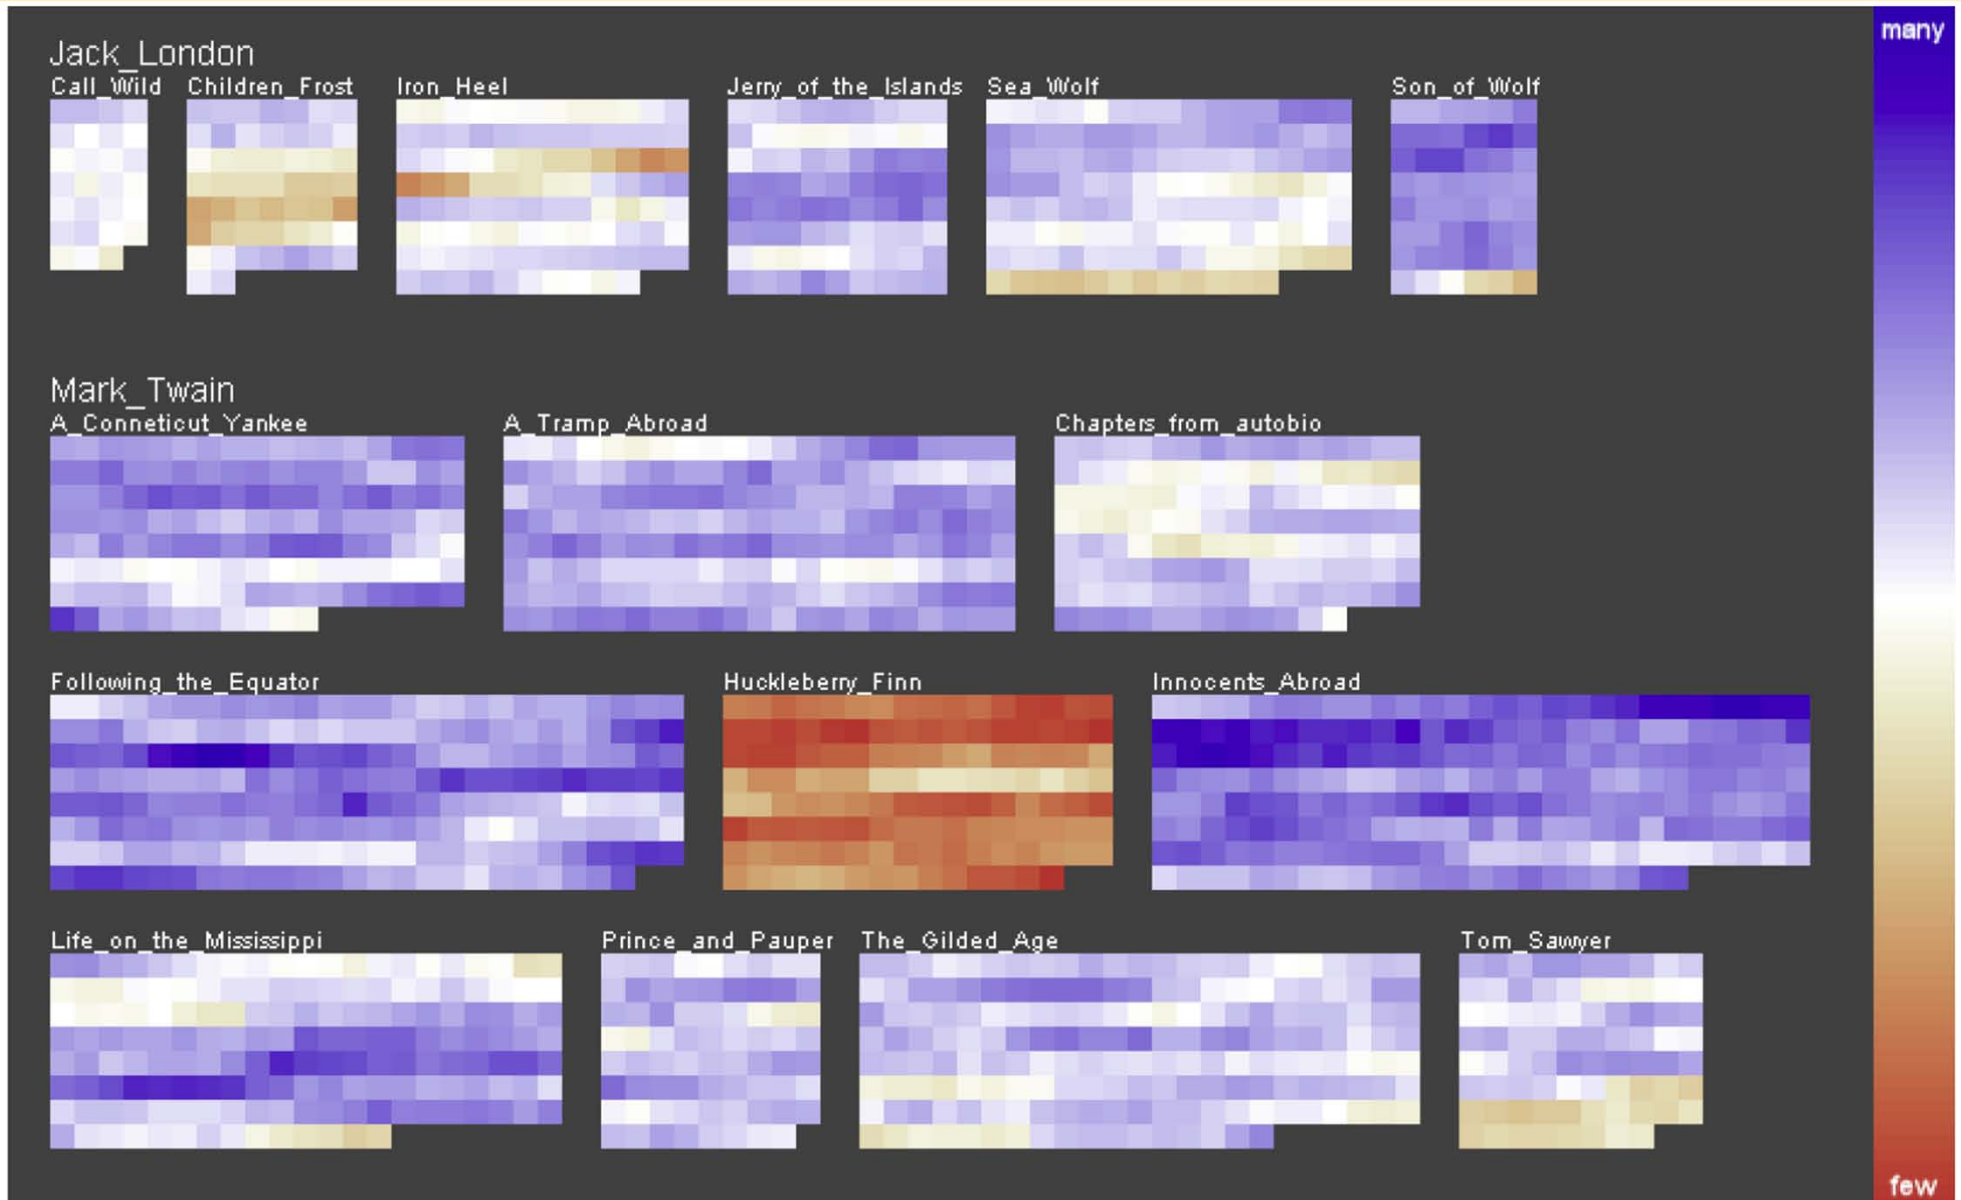 many
Jack_London
Call_Wild Children_Frost Iron_Heel Jerry_of_the_Islands Sea_Wolf Son_of_Wolf
Mark_Twain
A_Conneticut_Yankee A_Tramp_Abroad Chapters_from_autobio
Following_the_Equator Huckleberry_Finn Innocents_Abroad
Life_on_the_Mississippi Prince_and_Pauper The_Gilded_Age Tom_Sawyer
few